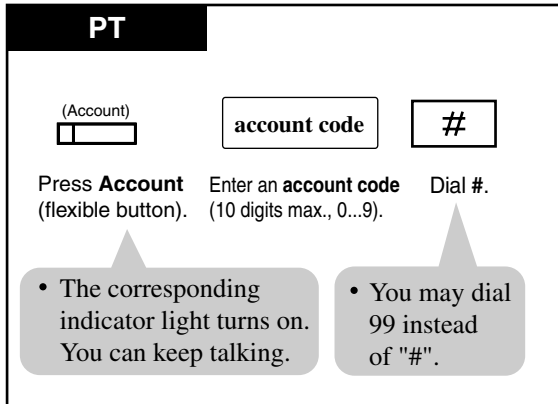 PT
(Account)
account code
#
Press Account
(flexible button).
Enter an account code
(10 digits max., 0...9).
Dial #.
• The corresponding
indicator light turns on.
You can keep talking.
• You may dial
99 instead
of "#".